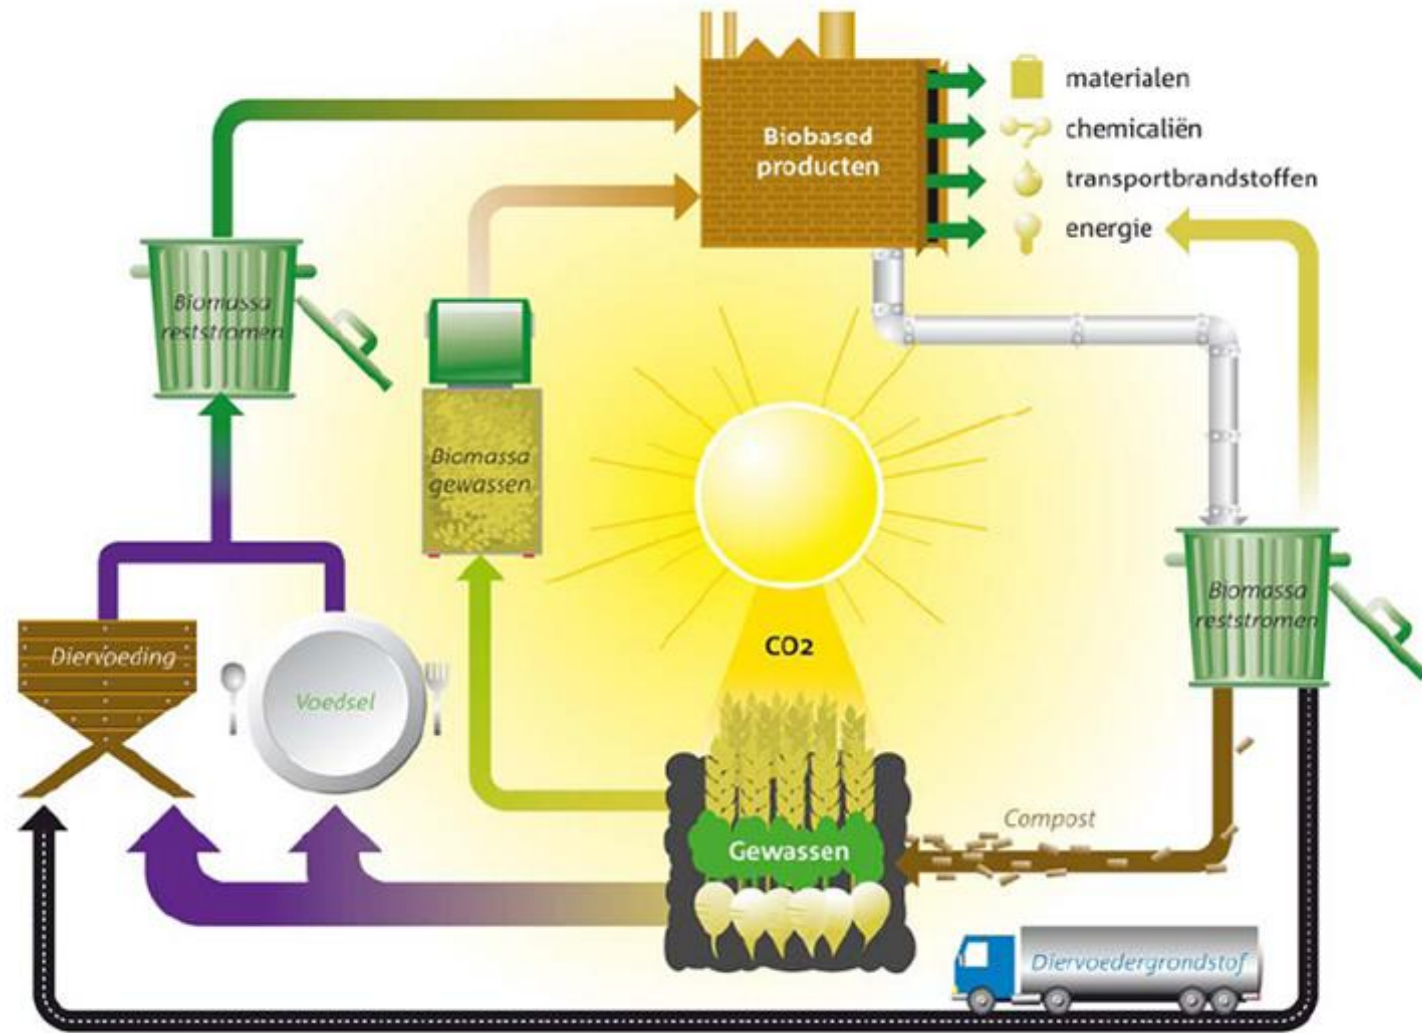 materialen
chemicaliën
transportbrandstoffen
energie
Biobased
producten
Biomassa
reststromen
Biomassa
gewassen
Biomassa
reststromen
CO2
Diervoeding
Voedsel
Compost
Gewassen
Diervoedergrondstof